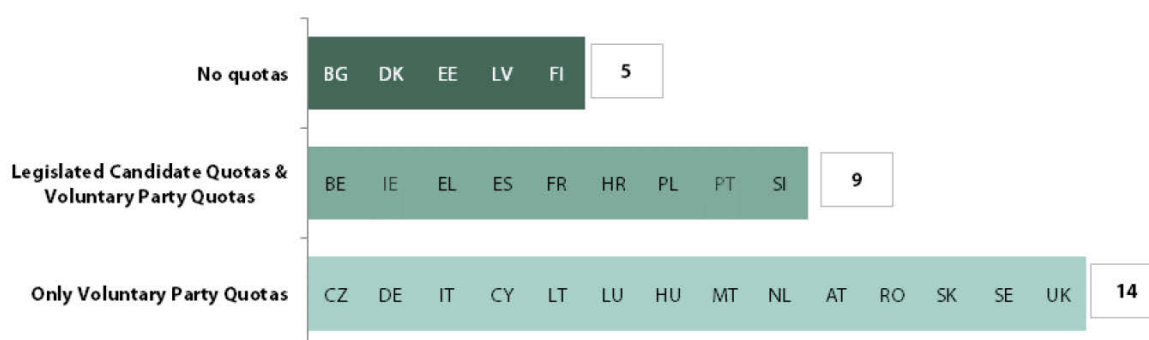 No quotas BG DK EE LV FI 5
Legislated Candidate Quotas &
Voluntary Party Quotas
BE IE EL ES FR HR PL PT SI 9
Only Voluntary Party Quotas CZ DE IT CY LT LU HU MT NL AT RO SK SE UK 14